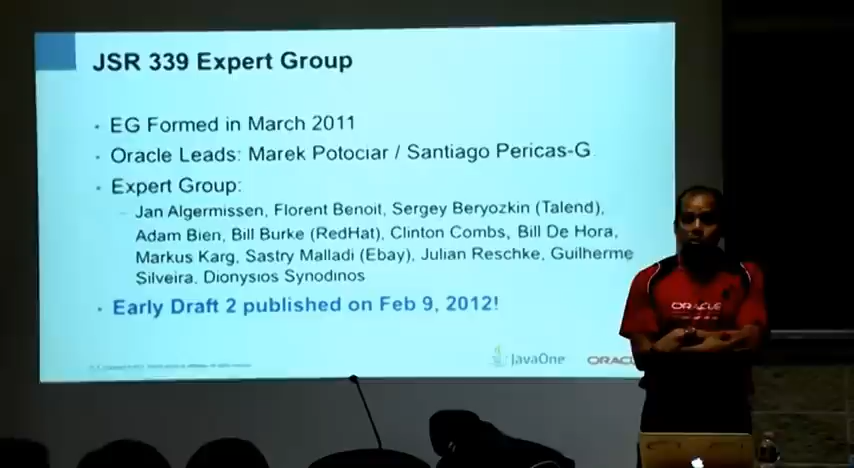 JSR 339 Expert Group
EG Formed in March 2011
Oracle Leads: Marek Potociar / Santiago Pericas-G
Expert Group:
Jan Algermissen, Florent Benoit, Sergey Beryozkin (Talend),
Adam Bien, Bill Burke (RedHat), Clinton Combs, Bill De Hora,
Markus Karg, Sastry Malladi (Ebay), Julian Reschke, Guilherme
Silveira, Dionysios Synodinos
Early Draft 2 published on Feb 9, 2012!
JavaOne
ORACLE